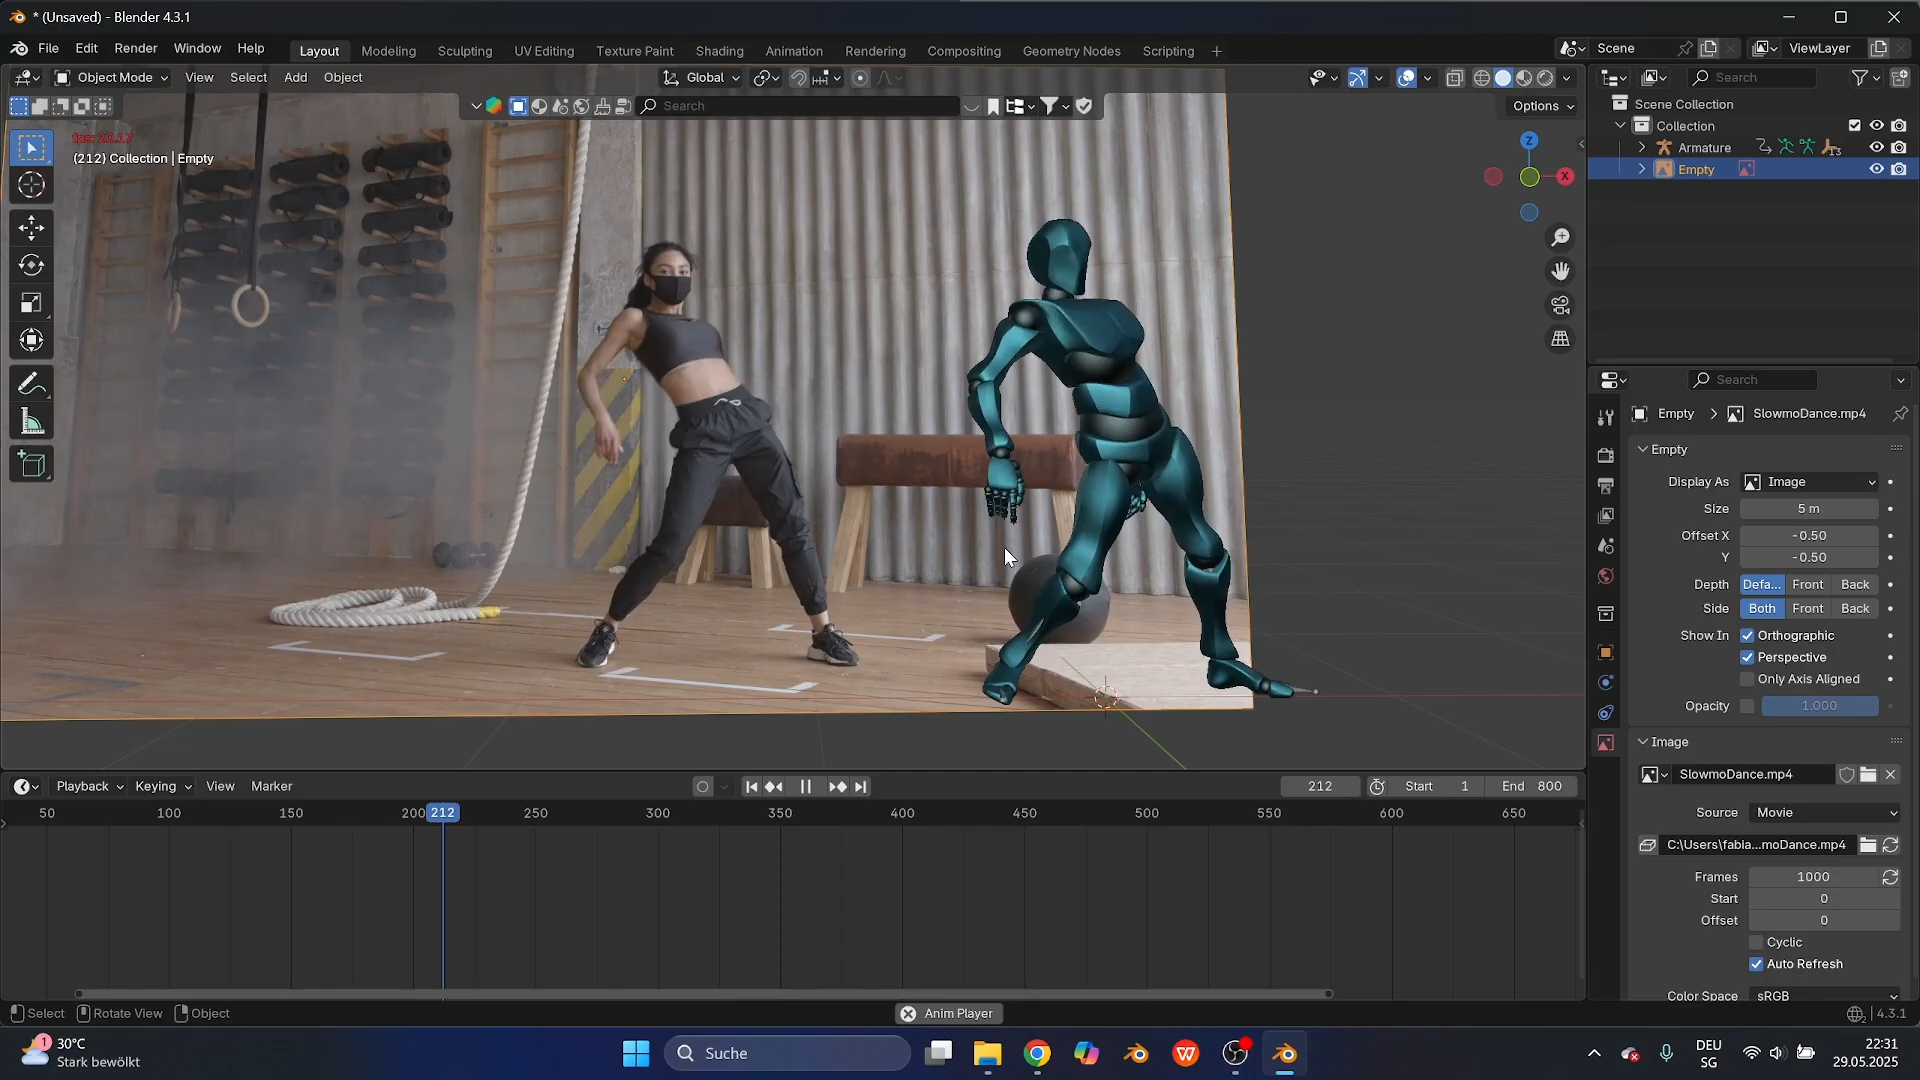 * (Unsaved) - Blender 4.3.1
File Edit Render Window Help
Layout Modeling Sculpting UV Editing Texture Paint Shading Animation Rendering Compositing Geometry Nodes Scripting +
Scene
ViewLayer
Object Mode View Select Add Object
Global
Search
Search
Options
fps: 20.17
(212) Collection | Empty
Z
X
Scene Collection
Collection
Armature
13
Empty
Search
Empty > SlowmoDance.mp4
Empty
Display As Image
Size 5 m
Offset X -0.50
Y -0.50
Depth Defa... Front Back
Side Both Front Back
Show In Orthographic
Perspective
Only Axis Aligned
Opacity 1.000
Image
SlowmoDance.mp4
Source Movie
C:\Users\fabia...moDance.mp4
Frames 1000
Start 0
Offset 0
Cyclic
Auto Refresh
Color Space sRGB
Playback Keying View Marker
212 Start 1 End 800
50 100 150 200 212 250 300 350 400 450 500 550 600 650
Select Rotate View Object
Anim Player
4.3.1
1
30°C
Stark bewölkt
Suche
DEU
SG
22:31
29.05.2025